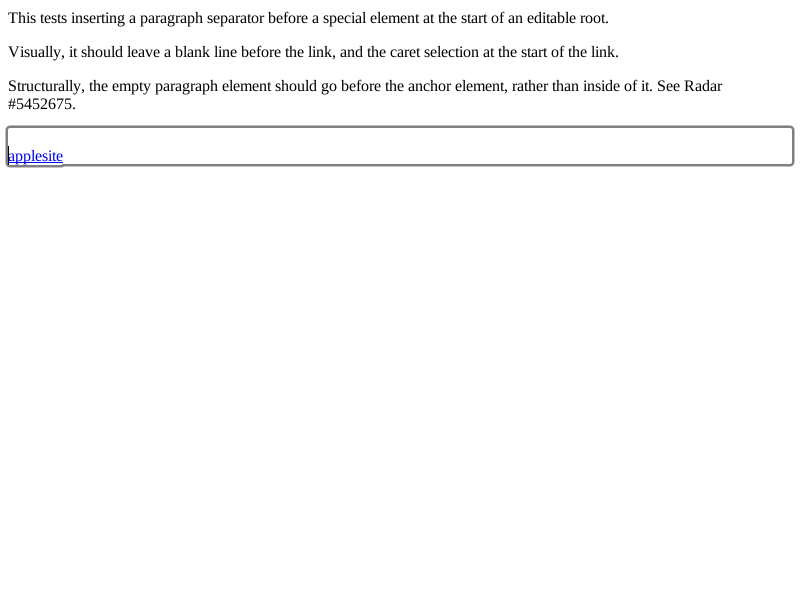 This tests inserting a paragraph separator before a special element at the start of an editable root.
Visually, it should leave a blank line before the link, and the caret selection at the start of the link.
Structurally, the empty paragraph element should go before the anchor element, rather than inside of it. See Radar
#5452675.
applesite